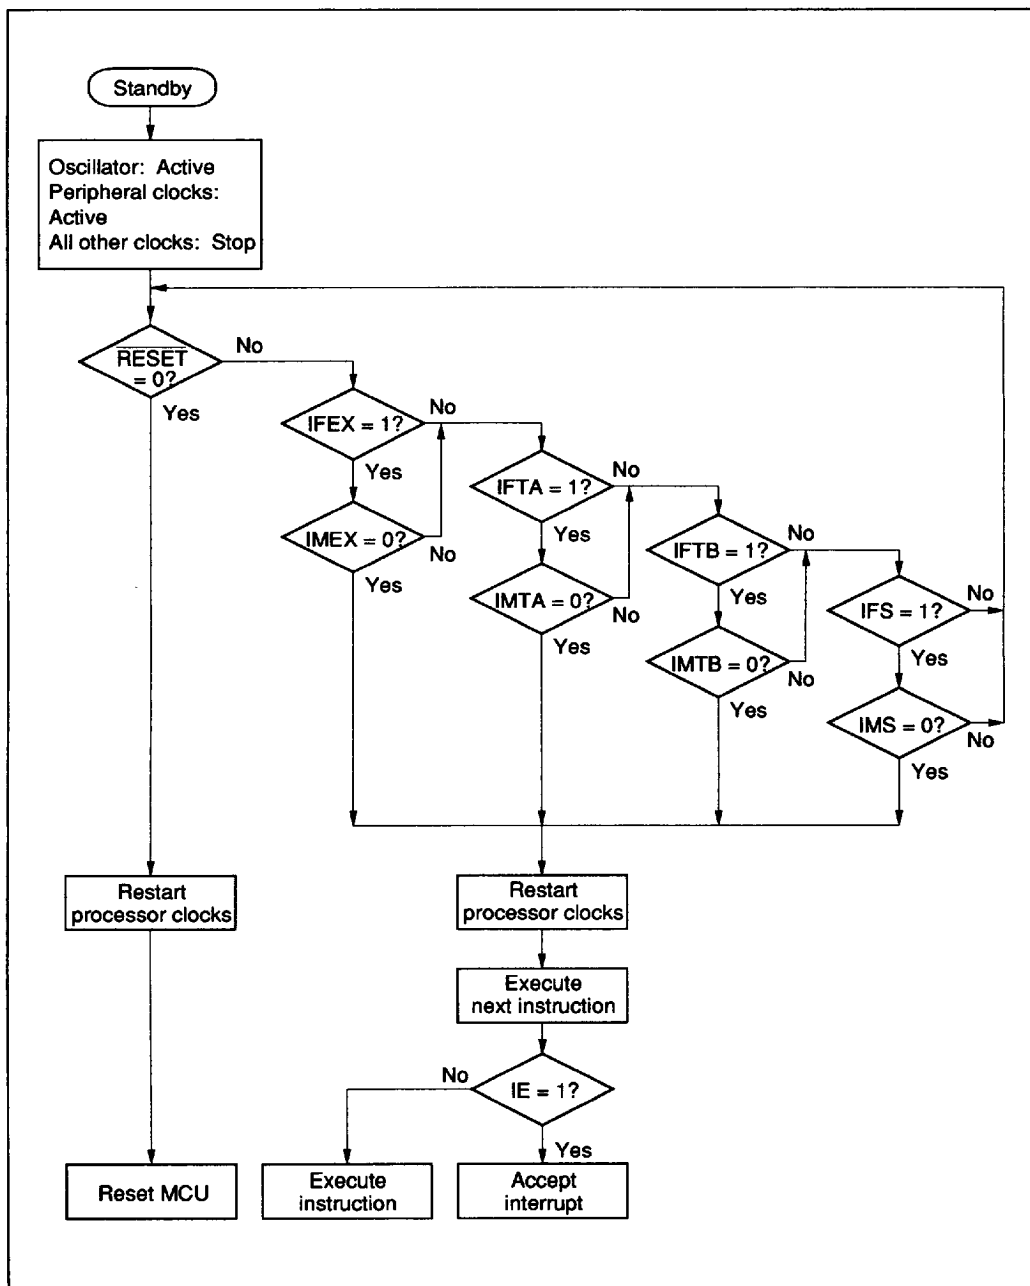 Standby
Oscillator: Active
Peripheral clocks:
Active
All other clocks: Stop
RESET
= 0?
No
Yes
IFEX = 1?
No
Yes
IMEX = 0?
No
Yes
IFTA = 1?
No
Yes
IMTA = 0?
No
Yes
IFTB = 1?
No
Yes
IMTB = 0?
No
Yes
IFS = 1?
No
Yes
IMS = 0?
No
Yes
Restart
processor clocks
Restart
processor clocks
Execute
next instruction
No
IE = 1?
Yes
Reset MCU
Execute
instruction
Accept
interrupt